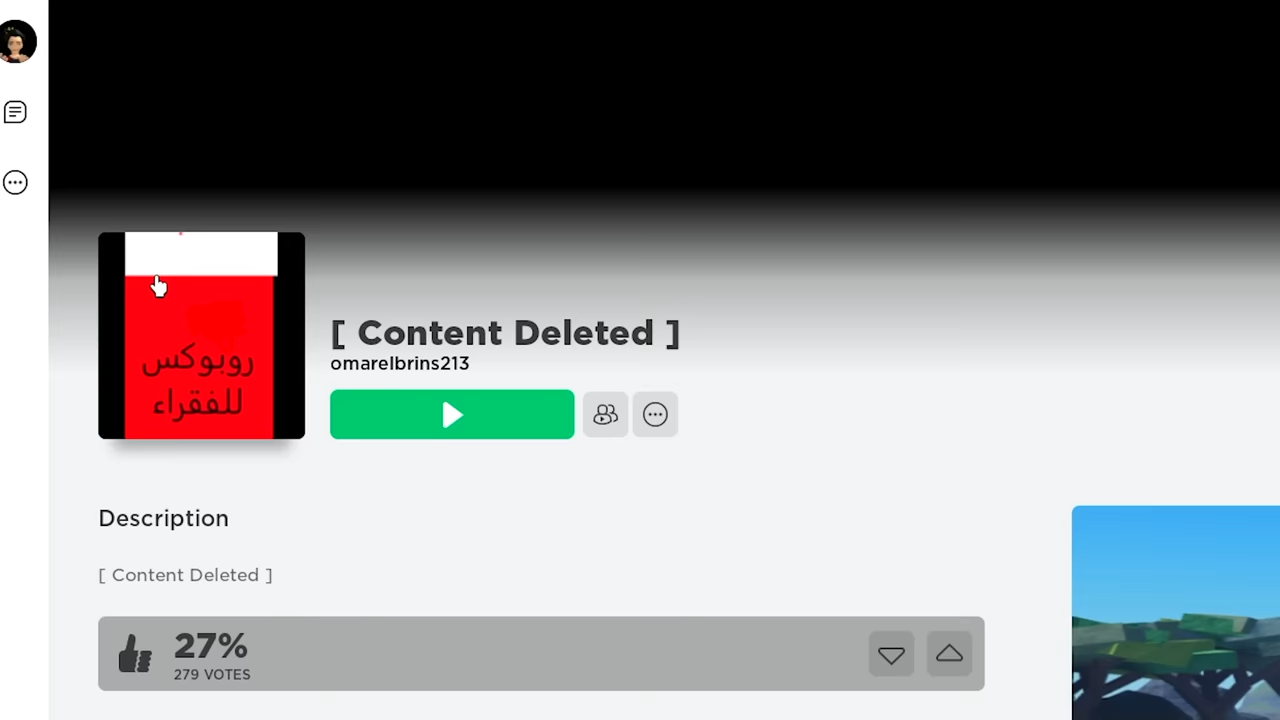 [ Content Deleted ]
omarelbrins213
روبوكس
للفقراء
Description
[ Content Deleted ]
27%
279 VOTES